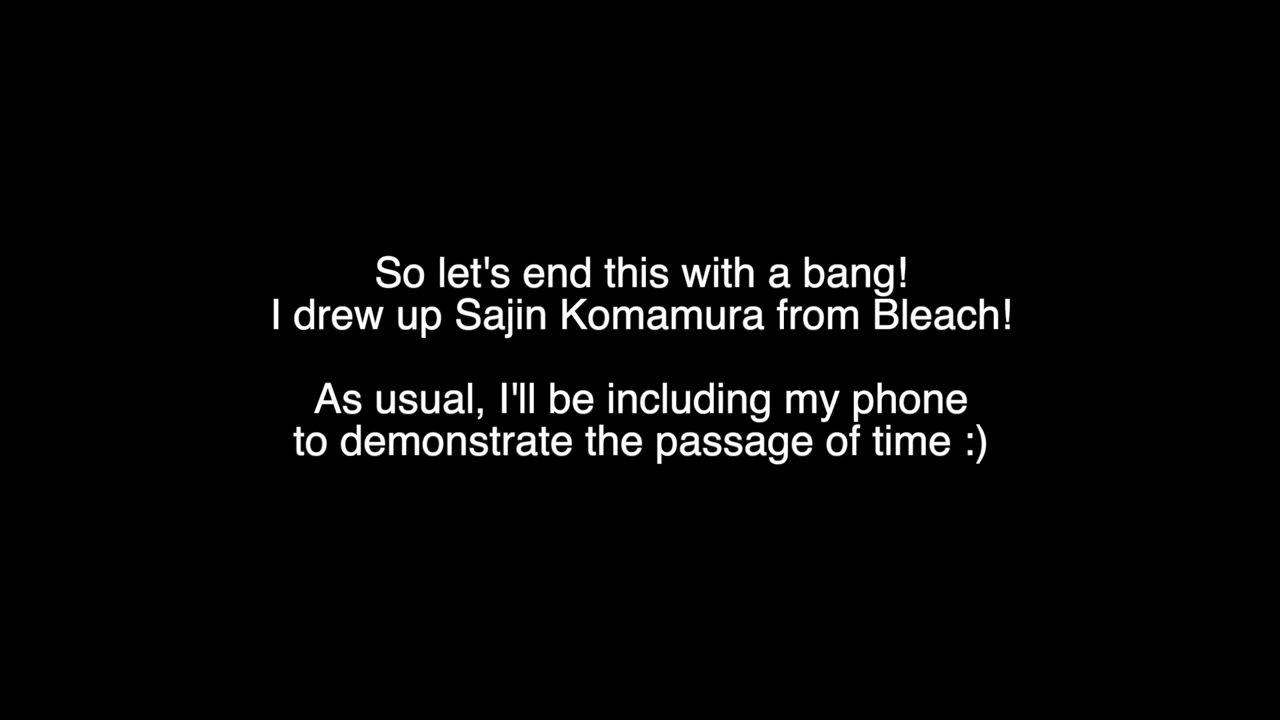 So let's end this with a bang!
I drew up Sajin Komamura from Bleach!
As usual, I'll be including my phone
to demonstrate the passage of time :)